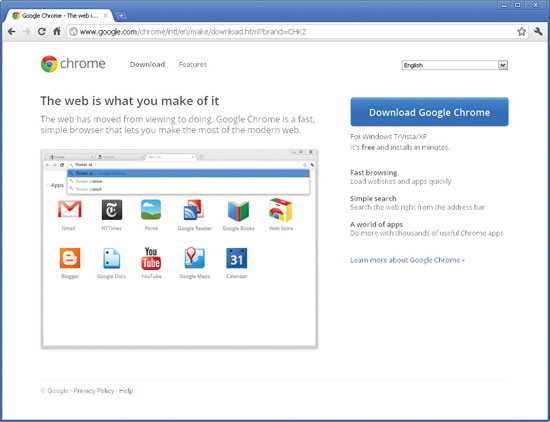 Google Chrome - The web i...
www.google.com/chrome/intl/en/make/download.html?brand=CHKZ
chrome
Download
Features
English
The web is what you make of it
The web has moved from viewing to doing. Google Chrome is a fast,
simple browser that lets you make the most of the modern web.
Apps
Gmail
NYTimes
Picnik
Google Reader
Google Books
Web Store
Blogger
Google Docs
YouTube
Google Maps
31
Calendar
Download Google Chrome
For Windows 7/Vista/XP
It's free and installs in minutes.
Fast browsing
Load websites and apps quickly
Simple search
Search the web right from the address bar
A world of apps
Do more with thousands of useful Chrome apps
Learn more about Google Chrome »
© Google - Privacy Policy - Help